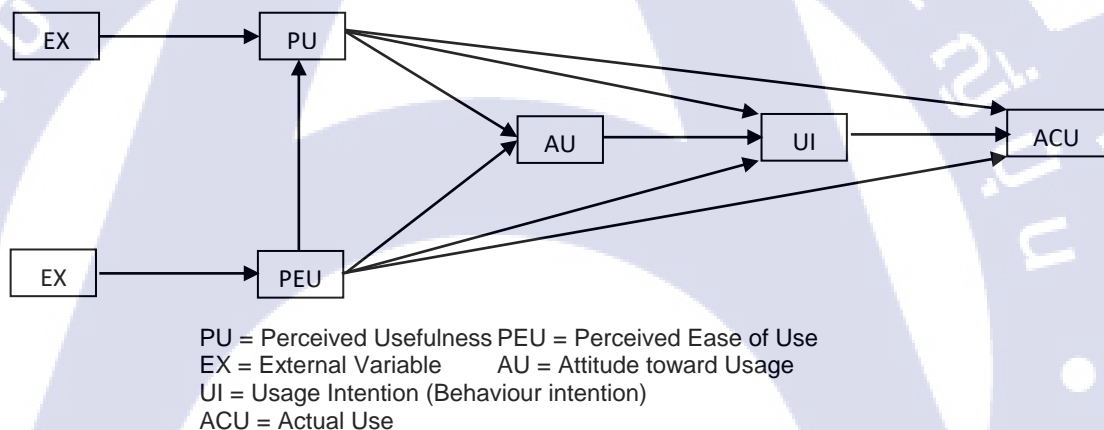 EX
PU
AU
UI
ACU
EX
PEU
PU = Perceived Usefulness PEU = Perceived Ease of Use
EX = External Variable AU = Attitude toward Usage
UI = Usage Intention (Behaviour intention)
ACU = Actual Use